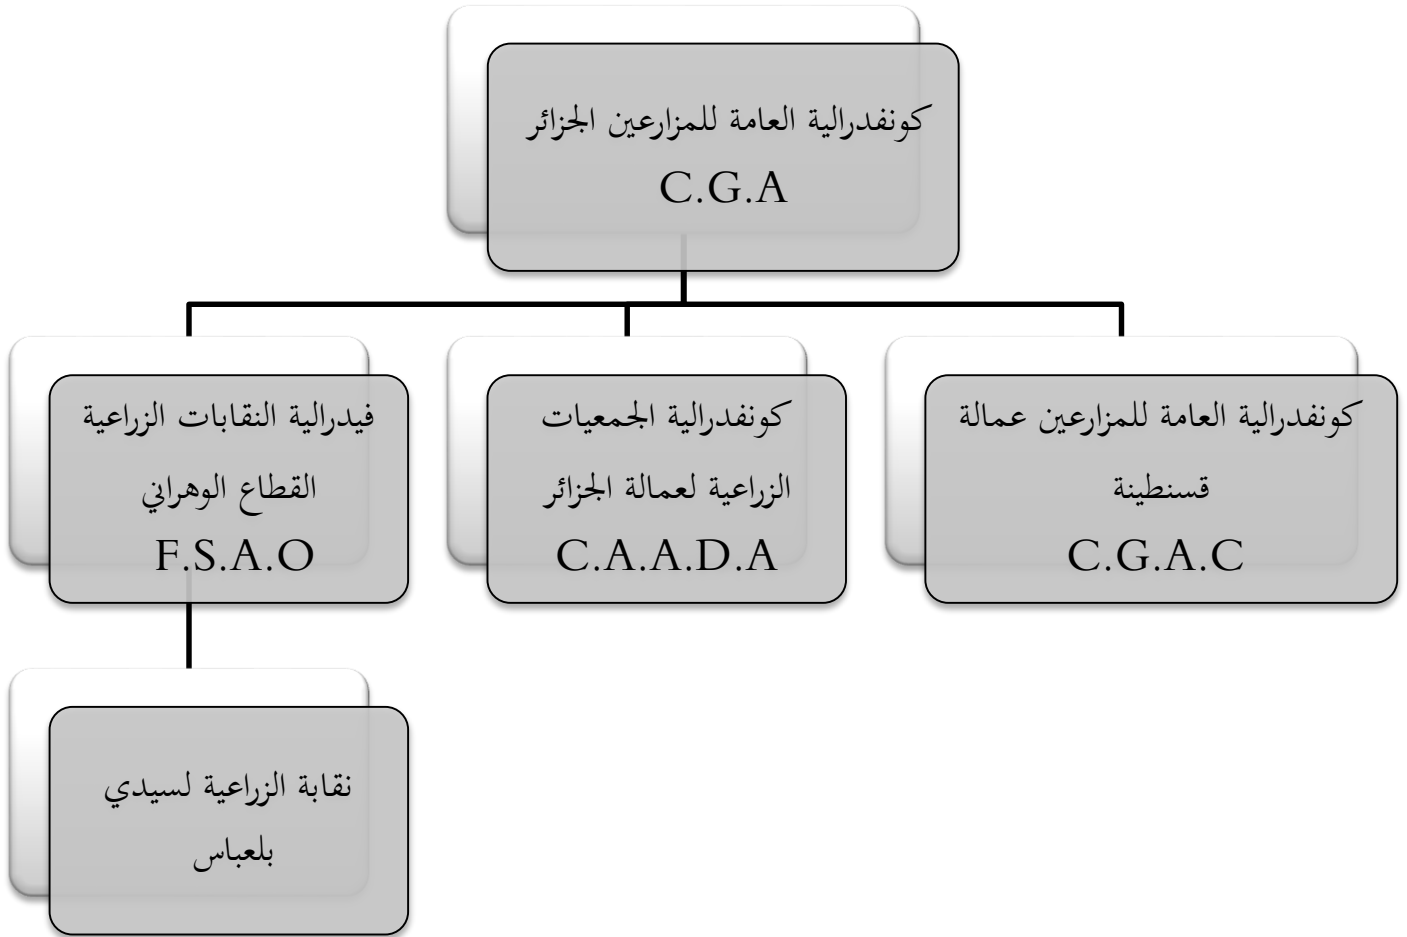 كونفدرالية العامة للمزارعين الجزائر
C.G.A
كونفدرالية العامة للمزارعين عمالة
قسنطينة
C.G.A.C
كونفدرالية الجمعيات
الزراعية لعمالة الجزائر
C.A.A.D.A
فيدرالية النقابات الزراعية
القطاع الوهراني
F.S.A.O
نقابة الزراعية لسيدي
بلعباس